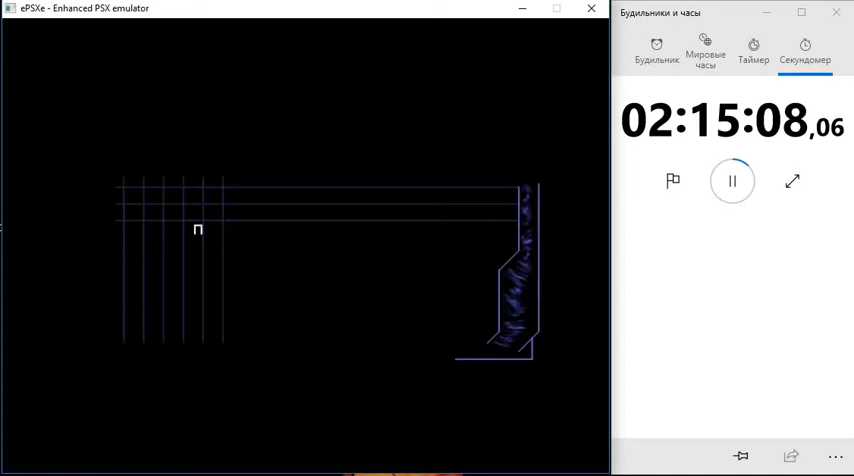 ePSXe - Enhanced PSX emulator
Будильники и часы
Будильник
Мировые
часы
Таймер
Секундомер
02:15:08,06
П